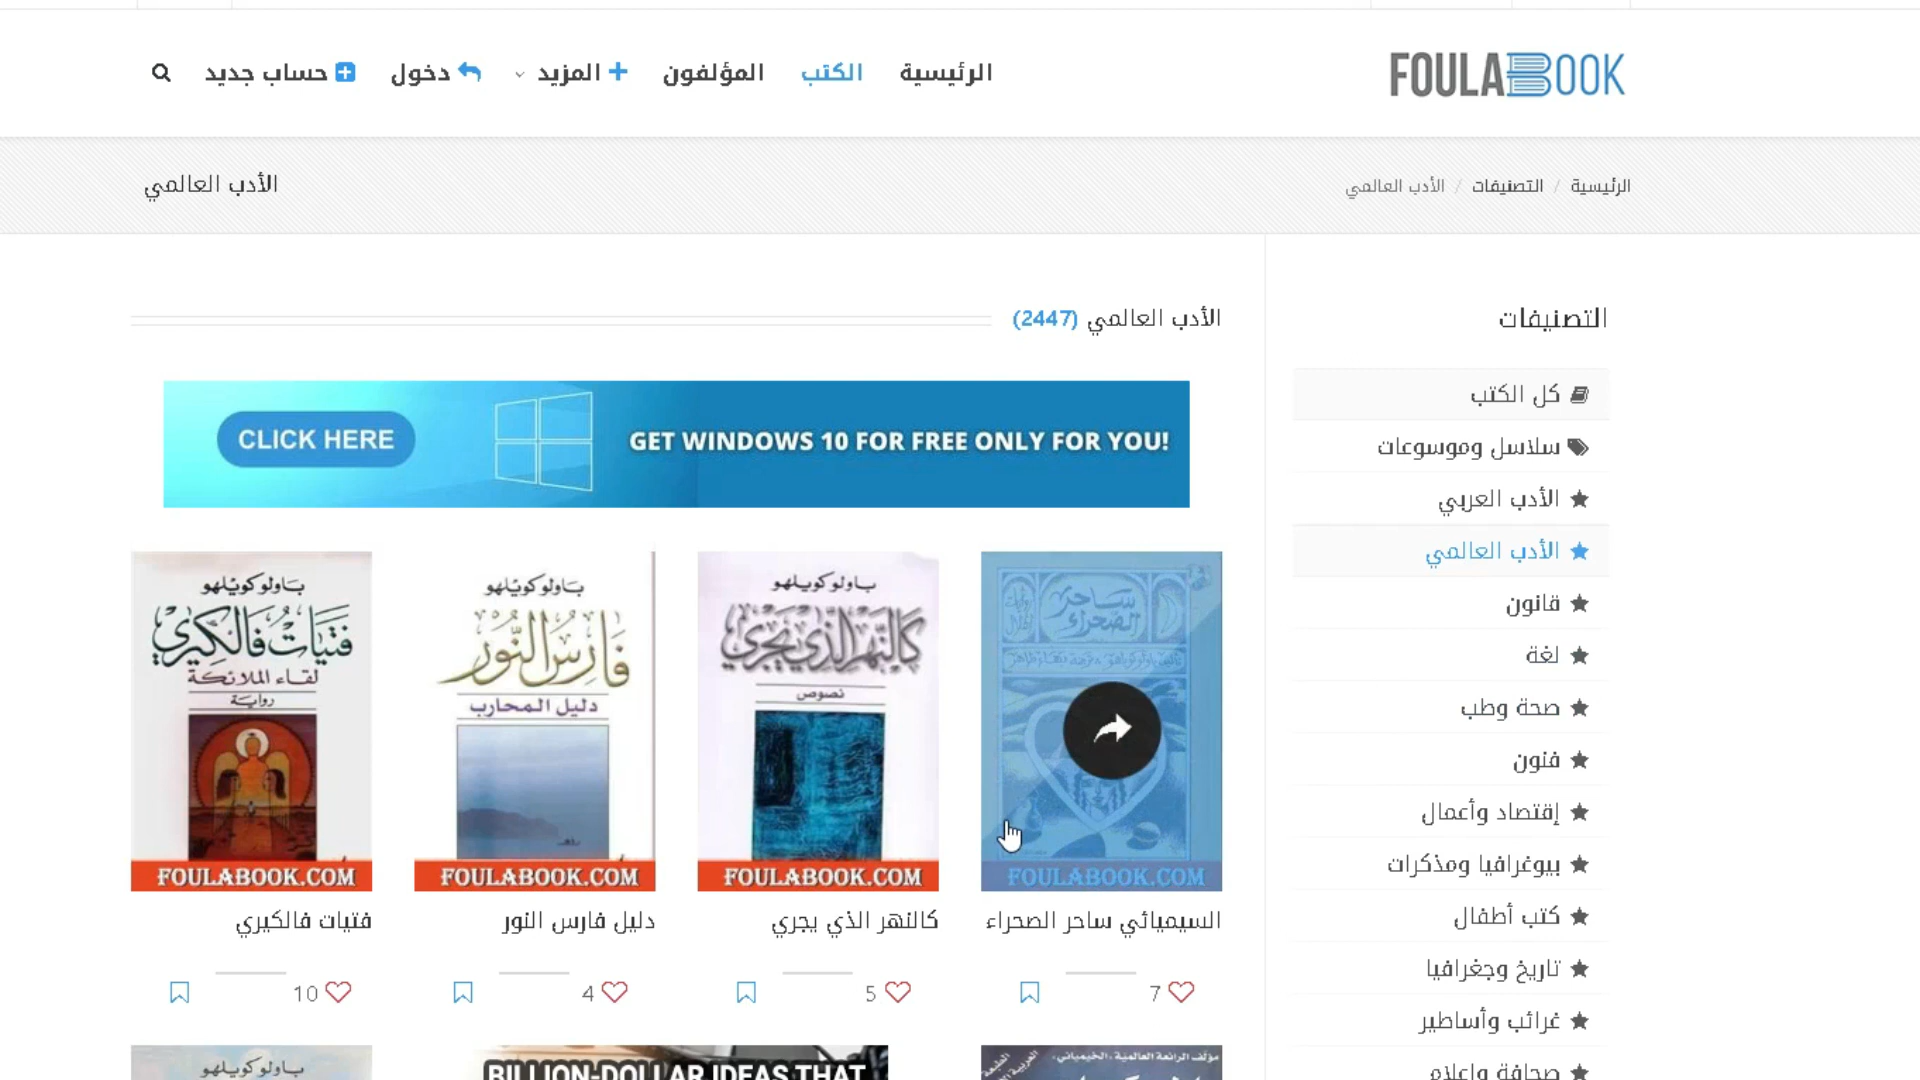 FOULABOOK
الرئيسية
الكتب
المؤلفون
المزيد
دخول
حساب جديد
الرئيسية / التصنيفات / الأدب العالمي
الأدب العالمي
التصنيفات
كل الكتب
سلاسل وموسوعات
الأدب العربي
الأدب العالمي
قانون
لغة
صحة وطب
فنون
إقتصاد وأعمال
بيوغرافيا ومذكرات
كتب أطفال
تاريخ وجغرافيا
غرائب وأساطير
صحافة وإعلام
الأدب العالمي (2447)
CLICK HERE
GET WINDOWS 10 FOR FREE ONLY FOR YOU!
ساحر
الصحراء
FOULABOOK.COM
السيميائي ساحر الصحراء
7
باولو كويلهو
كالنهر الذي يجري
نصوص
FOULABOOK.COM
كالنهر الذي يجري
5
باولو كويلهو
فارس النور
دليل المحارب
FOULABOOK.COM
دليل فارس النور
4
باولو كويلهو
فتيات فالكيري
لقاء الملائكة
رواية
FOULABOOK.COM
فتيات فالكيري
10
مؤلف الرائعة العالمية، الخيميائي،
BILLION-DOLLAR IDEAS THAT
باولو كويلهو